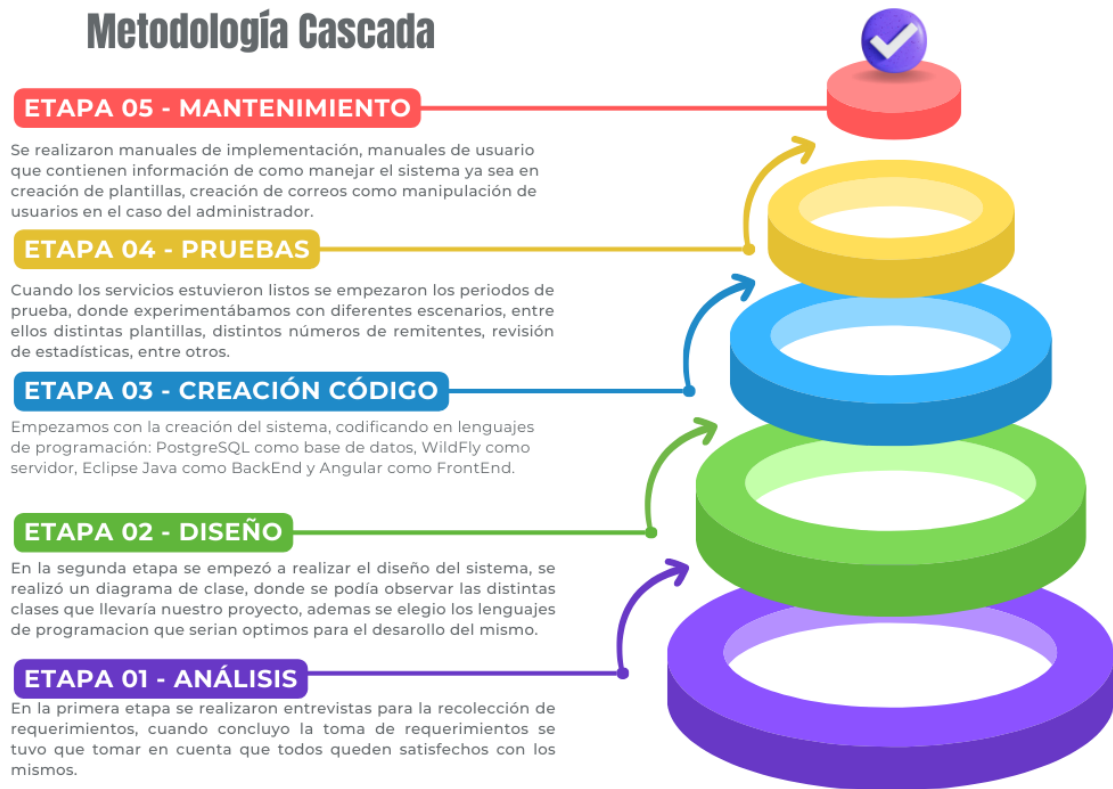 Metodología Cascada
ETAPA 05 - MANTENIMIENTO
Se realizaron manuales de implementación, manuales de usuario
que contienen información de como manejar el sistema ya sea en
creación de plantillas, creación de correos como manipulación de
usuarios en el caso del administrador.
ETAPA 04 - PRUEBAS
Cuando los servicios estuvieron listos se empezaron los periodos de
prueba, donde experimentábamos con diferentes escenarios, entre
ellos distintas plantillas, distintos números de remitentes, revisión
de estadísticas, entre otros.
ETAPA 03 - CREACIÓN CÓDIGO
Empezamos con la creación del sistema, codificando en lenguajes
de programación: PostgreSQL como base de datos, WildFly como
servidor, Eclipse Java como BackEnd y Angular como FrontEnd.
ETAPA 02 - DISEÑO
En la segunda etapa se empezó a realizar el diseño del sistema, se
realizó un diagrama de clase, donde se podía observar las distintas
clases que llevaría nuestro proyecto, ademas se elegio los lenguajes
de programacion que serian optimos para el desarollo del mismo.
ETAPA 01 - ANÁLISIS
En la primera etapa se realizaron entrevistas para la recolección de
requerimientos, cuando concluyo la toma de requerimientos se
tuvo que tomar en cuenta que todos queden satisfechos con los
mismos.